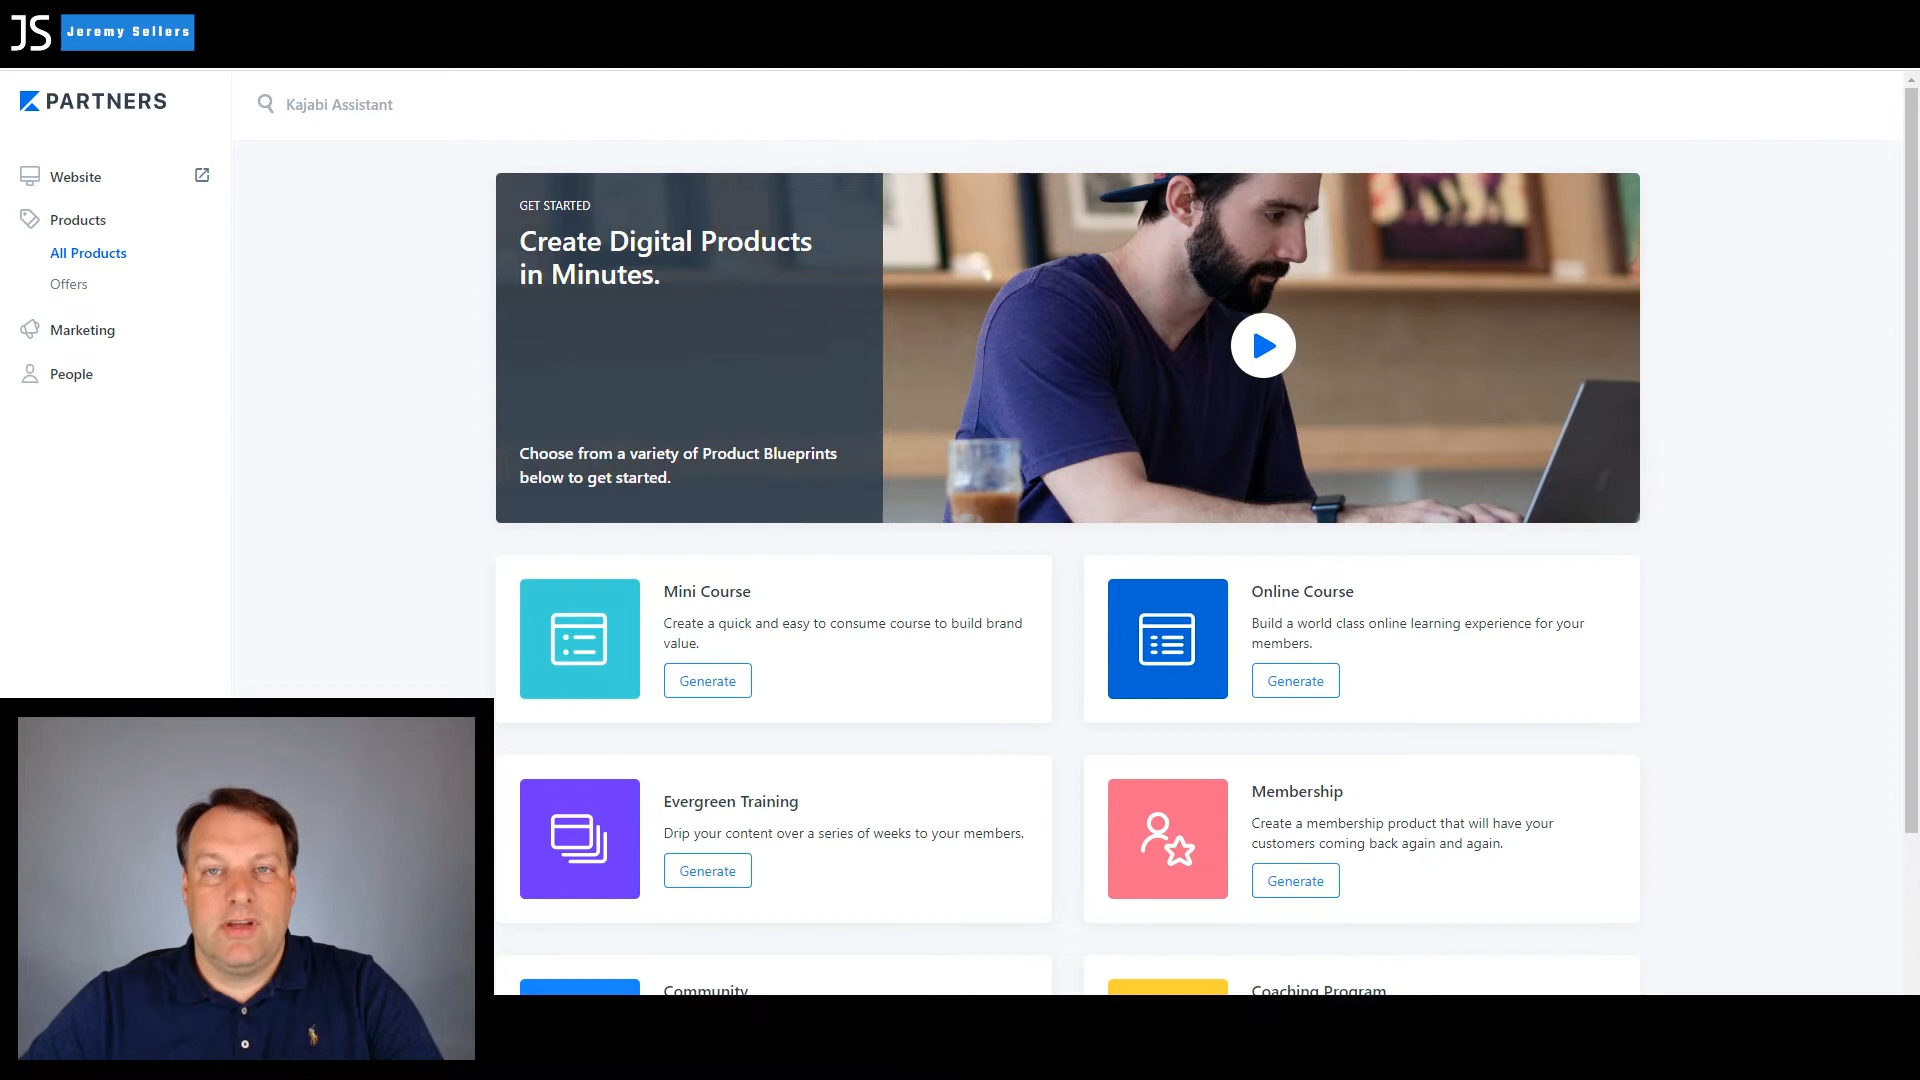 JS Jeremy Sellers
PARTNERS
Kajabi Assistant
Website
Products
All Products
Offers
Marketing
People
GET STARTED
Create Digital Products
in Minutes.
Choose from a variety of Product Blueprints
below to get started.
Mini Course
Create a quick and easy to consume course to build brand
value.
Generate
Online Course
Build a world class online learning experience for your
members.
Generate
Evergreen Training
Drip your content over a series of weeks to your members.
Generate
Membership
Create a membership product that will have your
customers coming back again and again.
Generate
Community
Coaching Program